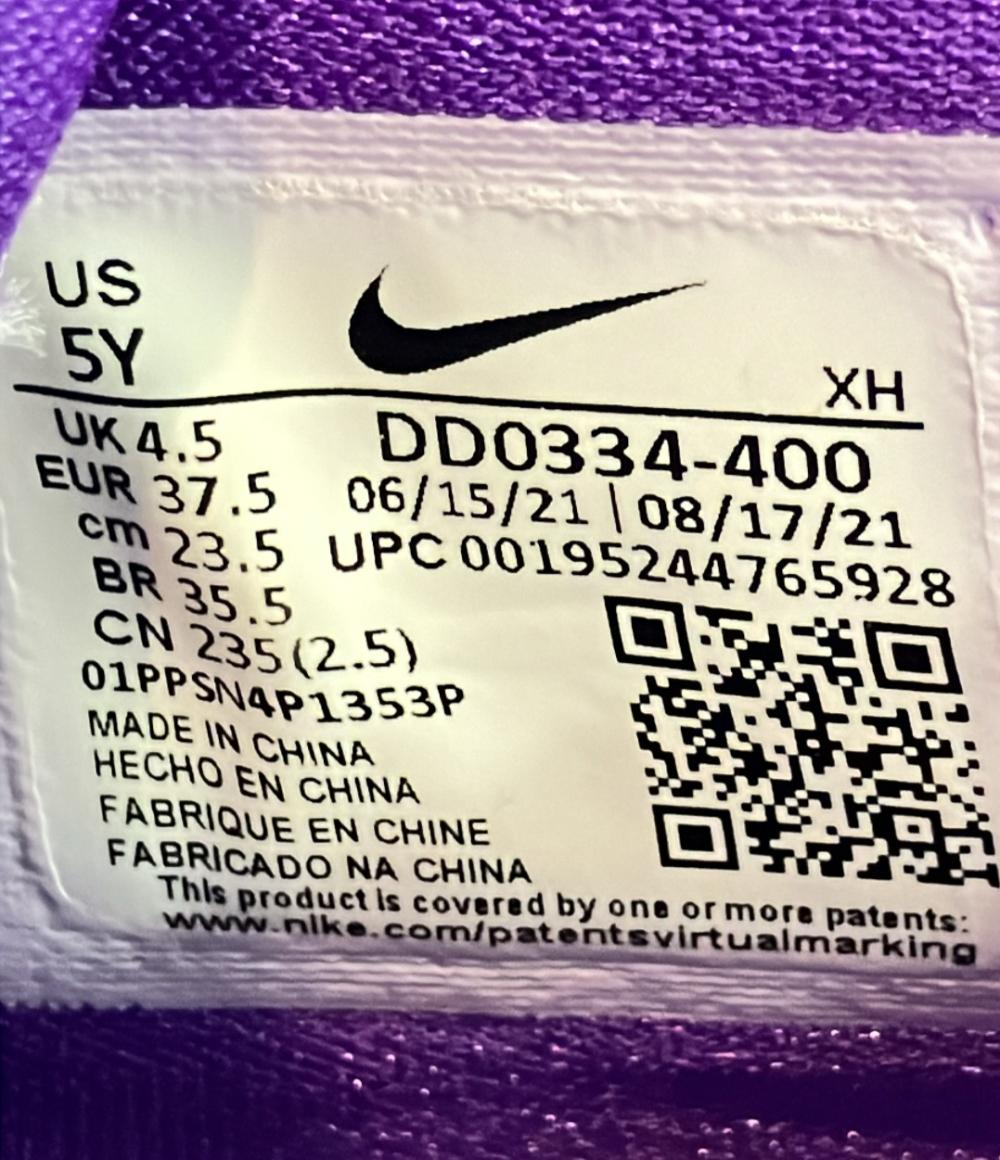 US
5Y
XH
UK 4.5
DD0334-400
EUR 37.5
06/15/21 | 08/17/21
cm 23.5
UPC 00195244765928
BR 35.5
CN 235(2.5)
01PPSN4P1353P
MADE IN CHINA
HECHO EN CHINA
FABRIQUE EN CHINE
FABRICADO NA CHINA
This product is covered by one or more patents:
www.nike.com/patentsvirtualmarking